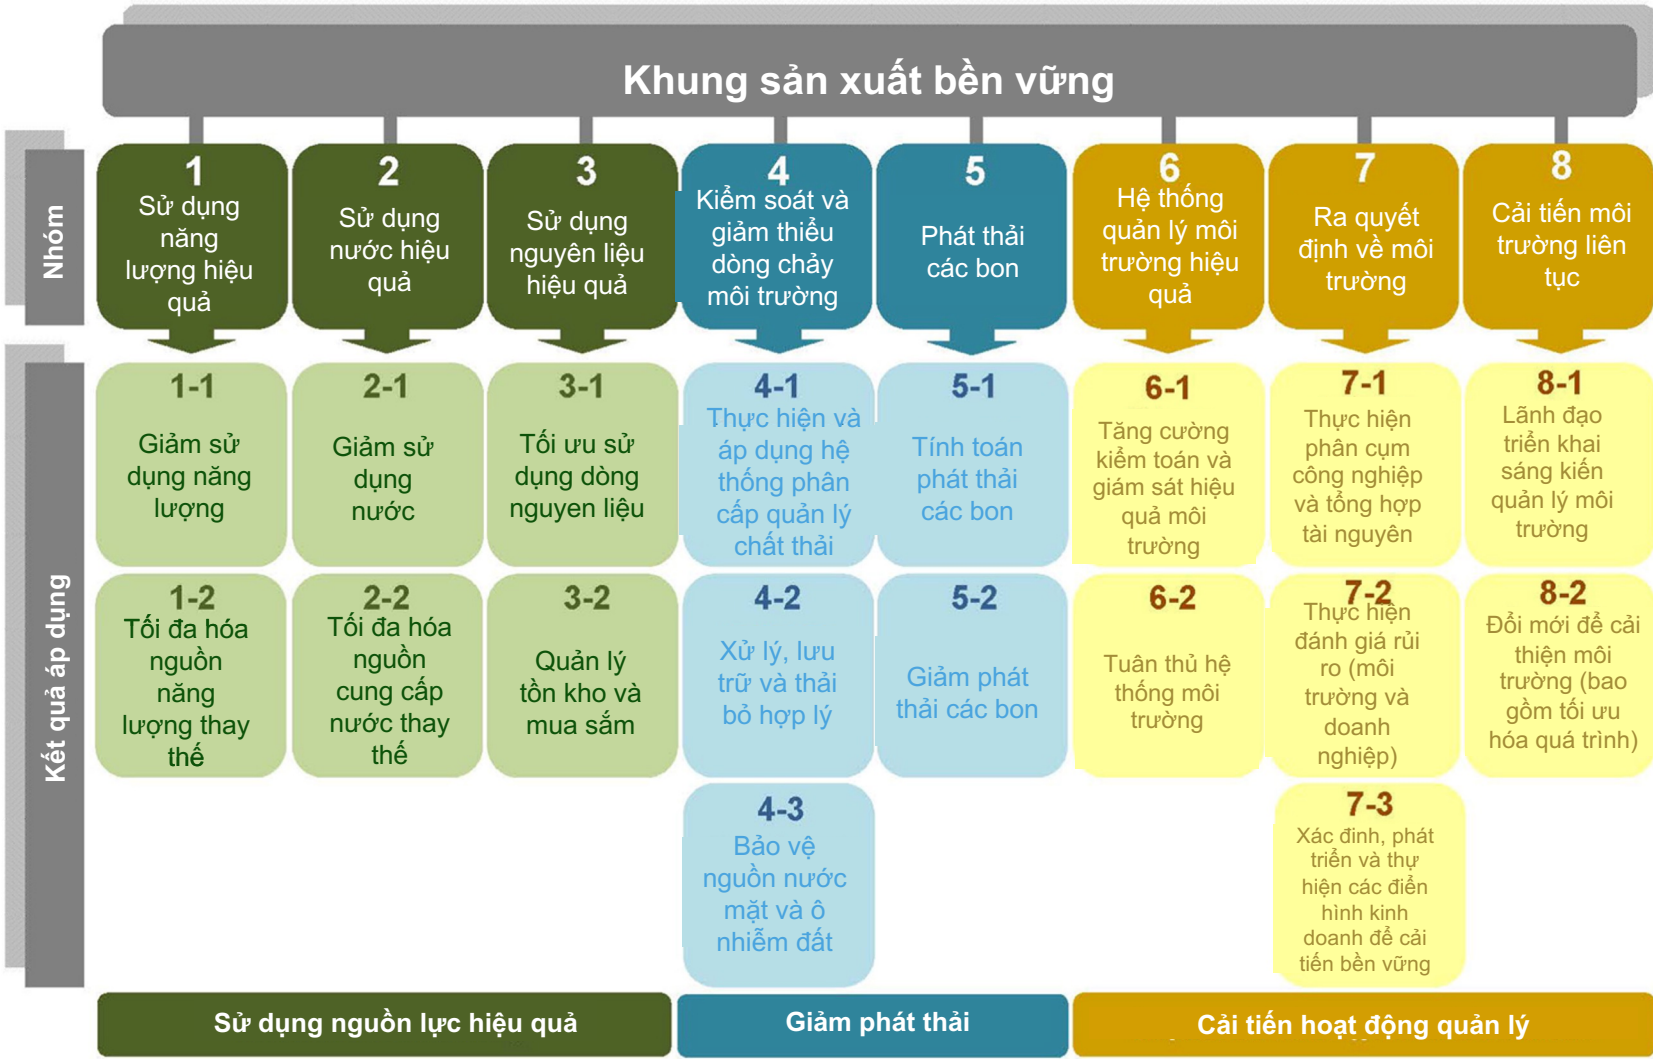 Khung sản xuất bền vững
Nhóm
1
Sử dụng
năng
lượng hiệu
quả
2
Sử dụng
nước hiệu
quả
3
Sử dụng
nguyên liệu
hiệu quả
4
Kiểm soát và
giảm thiểu
dòng chảy
môi trường
5
Phát thải
các bon
6
Hệ thống
quản lý môi
trường hiệu
quả
7
Ra quyết
định về môi
trường
8
Cải tiến môi
trường liên
tục
Kết quả áp dụng
1-1
Giảm sử
dụng năng
lượng
2-1
Giảm sử
dụng
nước
3-1
Tối ưu sử
dụng dòng
nguyen liệu
4-1
Thực hiện và
áp dụng hệ
thống phân
cấp quản lý
chất thải
5-1
Tính toán
phát thải
các bon
6-1
Tăng cường
kiểm toán và
giám sát hiệu
quả môi
trường
7-1
Thực hiện
phân cụm
công nghiệp
và tổng hợp
tài nguyên
8-1
Lãnh đạo
triển khai
sáng kiến
quản lý môi
trường
1-2
Tối đa hóa
nguồn
năng
lượng thay
thế
2-2
Tối đa hóa
nguồn
cung cấp
nước thay
thế
3-2
Quản lý
tồn kho và
mua sắm
4-2
Xử lý, lưu
trữ và thải
bỏ hợp lý
5-2
Giảm phát
thải các bon
6-2
Tuân thủ hệ
thống môi
trường
7-2
Thực hiện
đánh giá rủi
ro (môi
trường và
doanh
nghiệp)
8-2
Đổi mới để cải
thiện môi
trường (bao
gồm tối ưu
hóa quá trình)
4-3
Bảo vệ
nguồn nước
mặt và ô
nhiễm đất
7-3
Xác đinh, phát
triển và thự
hiện các điển
hình kinh
doanh để cải
tiến bền vững
Sử dụng nguồn lực hiệu quả
Giảm phát thải
Cải tiến hoạt động quản lý